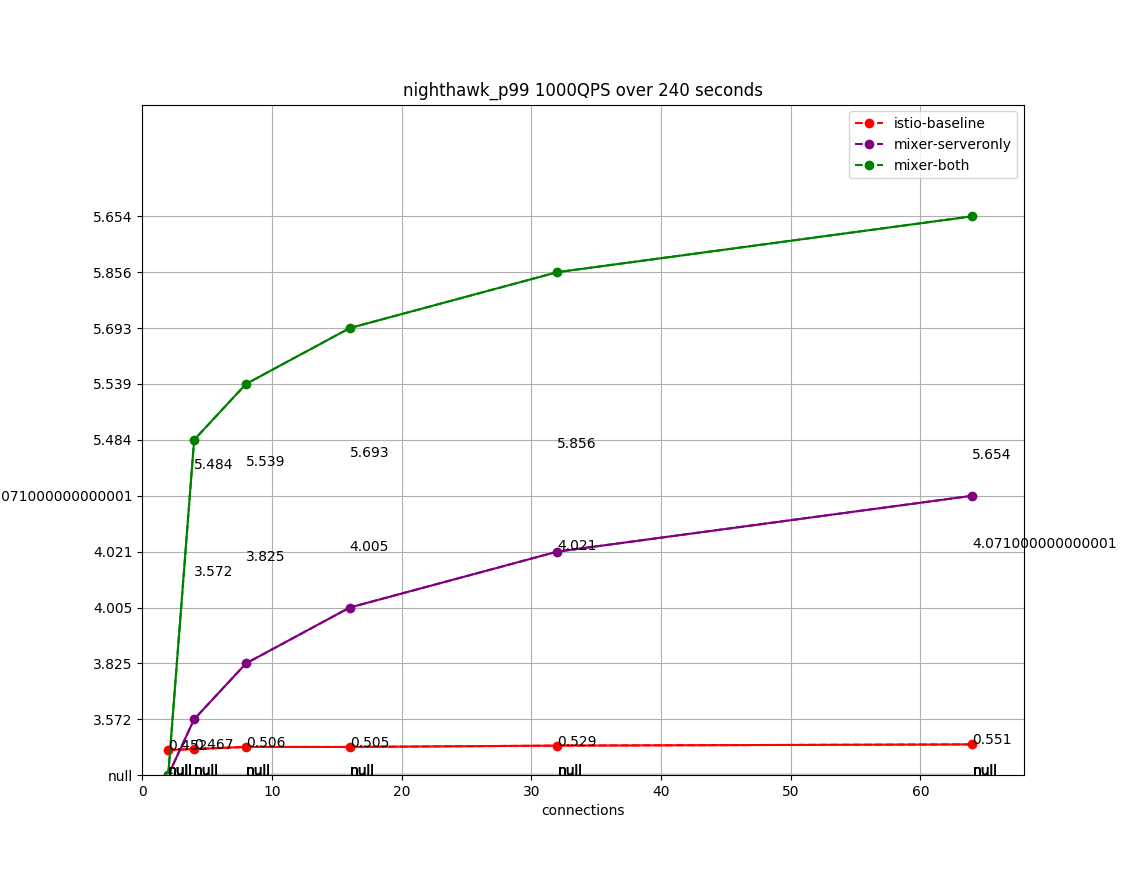 nighthawk_p99 1000QPS over 240 seconds
istio-baseline
mixer-serveronly
mixer-both
5.654
5.856
5.693
5.539
5.484
071000000000001
4.021
4.005
3.825
3.572
null
5.484
5.539
5.693
5.856
5.654
3.572
3.825
4.005
4.021
4.071000000000001
0.452
0.467
0.506
0.505
0.529
0.551
null
null
null
null
null
null
0
10
20
30
40
50
60
connections